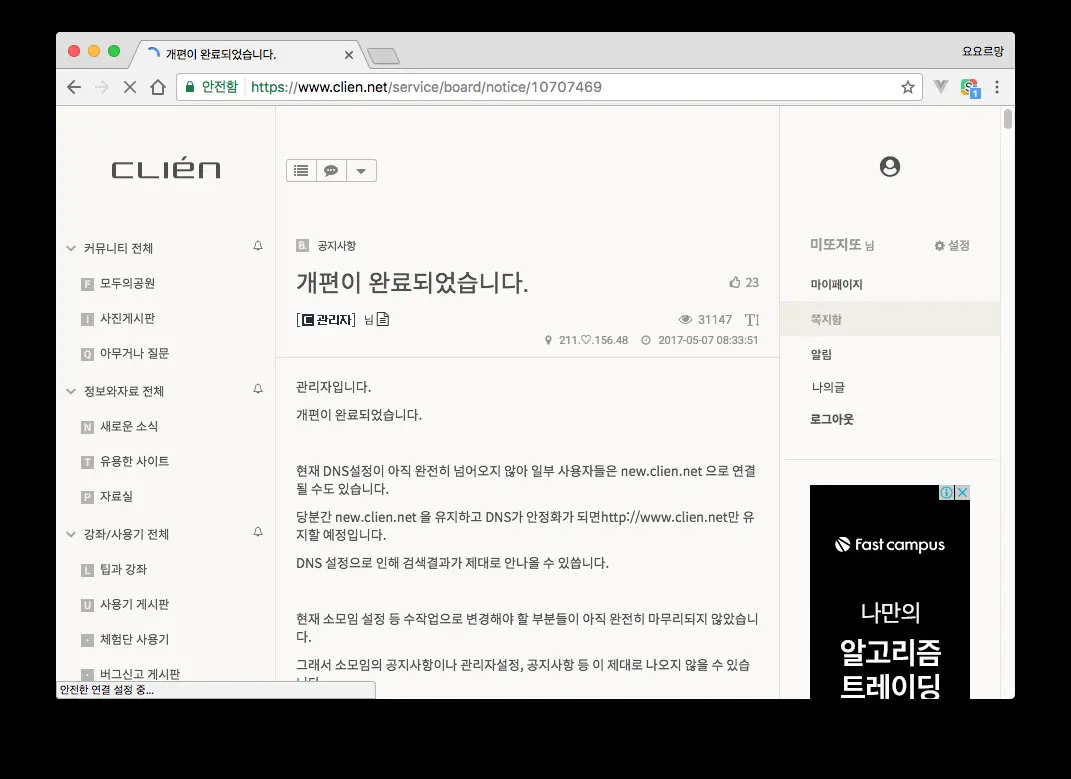 개편이 완료되었습니다.
요요르망
안전함 https://www.clien.net/service/board/notice/10707469
1
CLIÉN
커뮤니티 전체
F 모두의공원
I 사진게시판
Q 아무거나 질문
정보와자료 전체
N 새로운 소식
T 유용한 사이트
P 자료실
강좌/사용기 전체
L 팁과 강좌
U 사용기 게시판
· 체험단 사용기
· 버그신고 게시판
안전한 연결 설정 중...
B. 공지사항
개편이 완료되었습니다.
23
[C 관리자] 님
31147 TI
211.♡.156.48 2017-05-07 08:33:51
관리자입니다.
개편이 완료되었습니다.
현재 DNS설정이 아직 완전히 넘어오지 않아 일부 사용자들은 new.clien.net 으로 연결
될 수도 있습니다.
당분간 new.clien.net 을 유지하고 DNS가 안정화가 되면http://www.clien.net만 유
지할 예정입니다.
DNS 설정으로 인해 검색결과가 제대로 안나올 수 있씁니다.
현재 소모임 설정 등 수작업으로 변경해야 할 부분들이 아직 완전히 마무리되지 않았습니
다.
그래서 소모임의 공지사항이나 관리자설정, 공지사항 등 이 제대로 나오지 않을 수 있습
니다.
미또지또 님 설정
마이페이지
쪽지함
알림
나의글
로그아웃
Fast campus
나만의
알고리즘
트레이딩